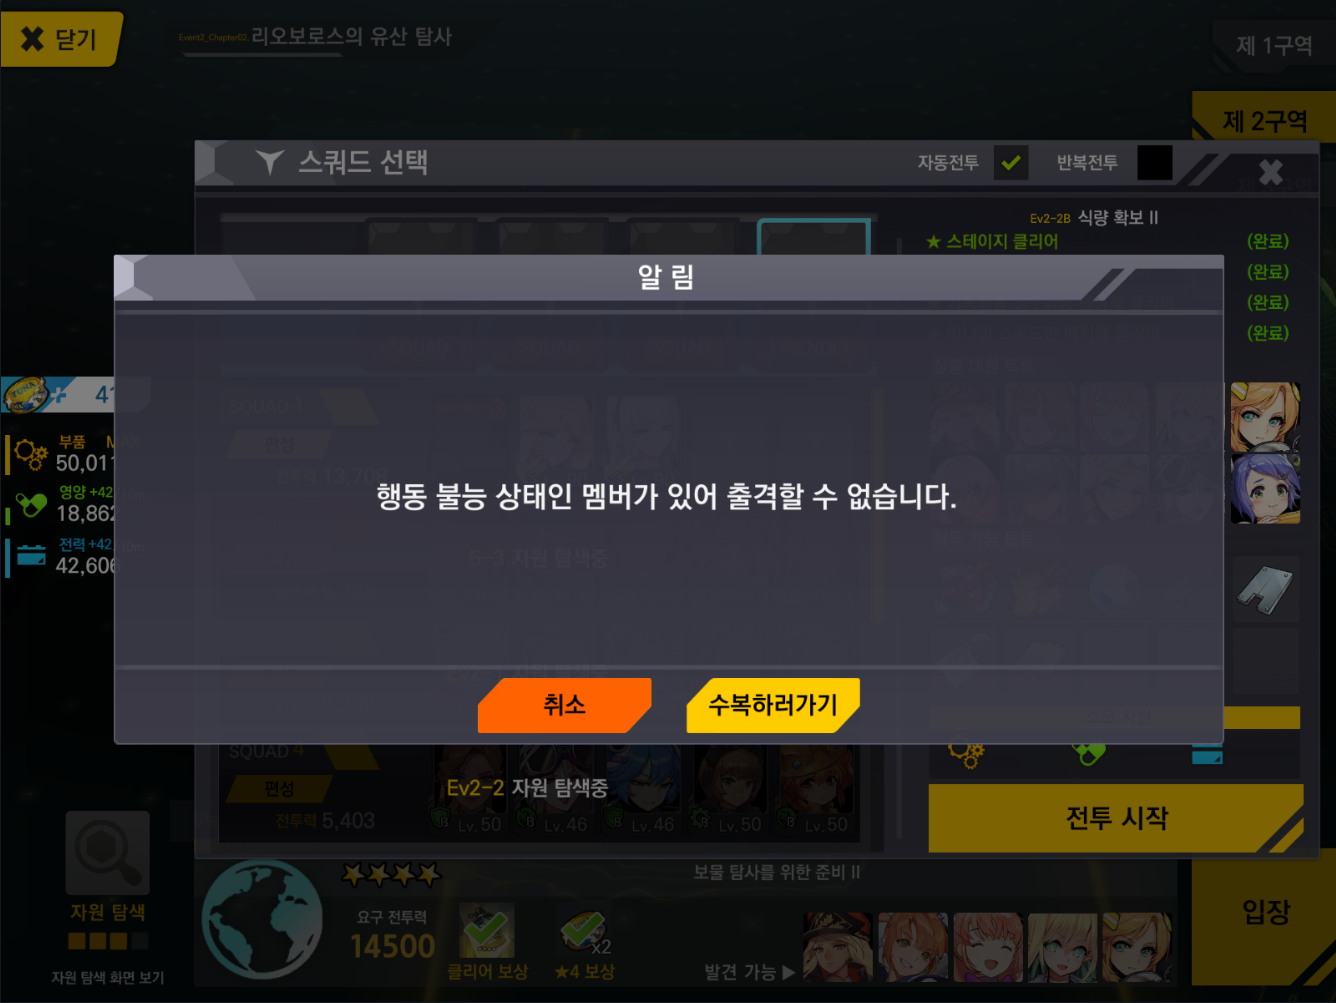 닫기
Event2_Chapter02. 리오보로스의 유산 탐사
제 1구역
제 2구역
스쿼드 선택
자동전투
반복전투
Ev2-2B 식량 확보 II
★ 스테이지 클리어 (완료)
(완료)
(완료)
(완료)
알 림
SQUAD 1
편성
전투력 13,708
행동 불능 상태인 멤버가 있어 출격할 수 없습니다.
5-3 자원 탐색중
TUNA
41
부품 MAX
50,011
영양 +42
18,862
전력 +42
42,606
취소
수복하러가기
SQUAD 4
편성
전투력 5,403
Ev2-2 자원 탐색중
B Lv.50
B Lv.46
B Lv.46
B Lv.50
B Lv.50
전투 시작
자원 탐색
자원 탐색 화면 보기
요구 전투력
14500
클리어 보상
x2
★4 보상
보물 탐사를 위한 준비 II
발견 가능 ▶
입장